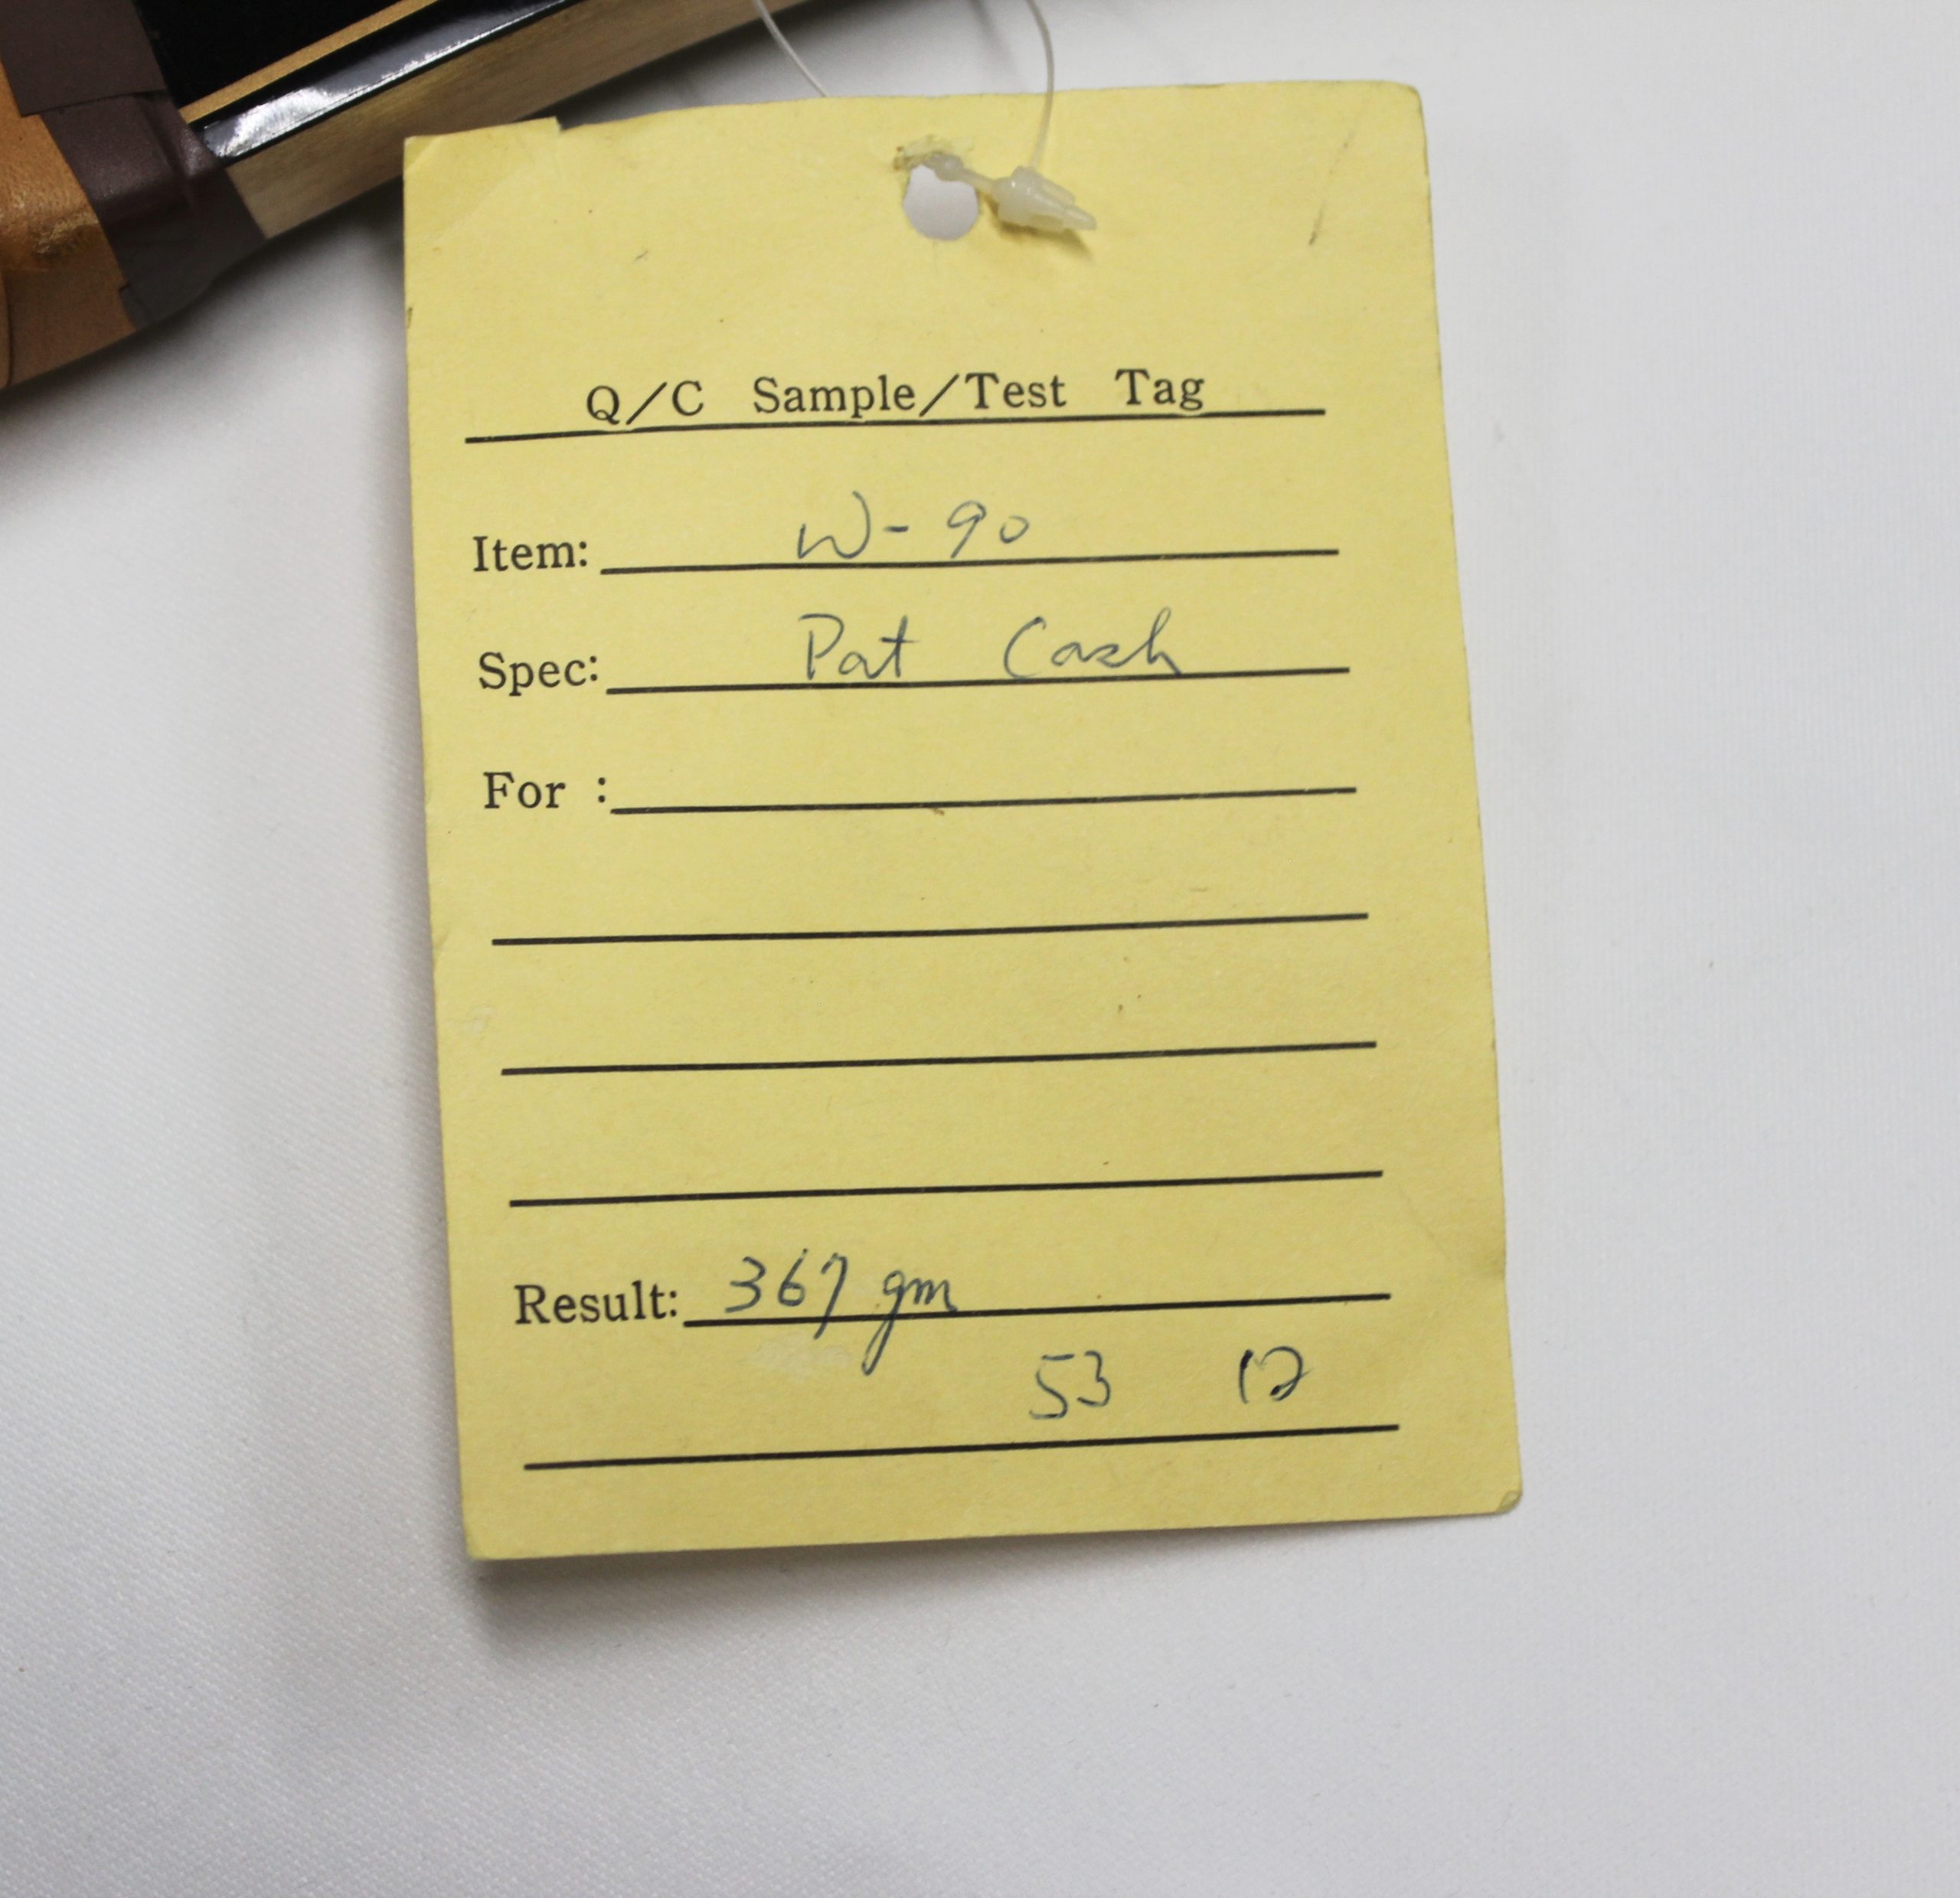 Q/C Sample/Test Tag
Item: W-90
Spec: Pat Cash
For :
Result: 367 gm
53 12